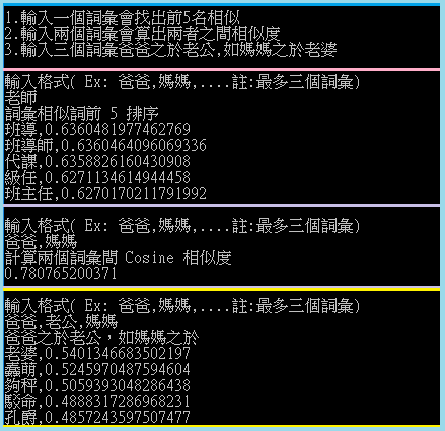 1.輸入一個詞彙會找出前5名相似
2.輸入兩個詞彙會算出兩者之間相似度
3.輸入三個詞彙爸爸之於老公,如媽媽之於老婆
輸入格式( Ex: 爸爸,媽媽,....註:最多三個詞彙)
老師
詞彙相似詞前 5 排序
班導,0.6360481977462769
班導師,0.6360464096069336
代課,0.6358826160430908
級任,0.6271134614944458
班主任,0.6270170211791992
輸入格式( Ex: 爸爸,媽媽,....註:最多三個詞彙)
爸爸,媽媽
計算兩個詞彙間 Cosine 相似度
0.780765200371
輸入格式( Ex: 爸爸,媽媽,....註:最多三個詞彙)
爸爸,老公,媽媽
爸爸之於老公,如媽媽之於
老婆,0.5401346683502197
蠢萌,0.5245970487594604
夠秤,0.5059393048286438
駁命,0.4888317286968231
孔爵,0.4857243597507477